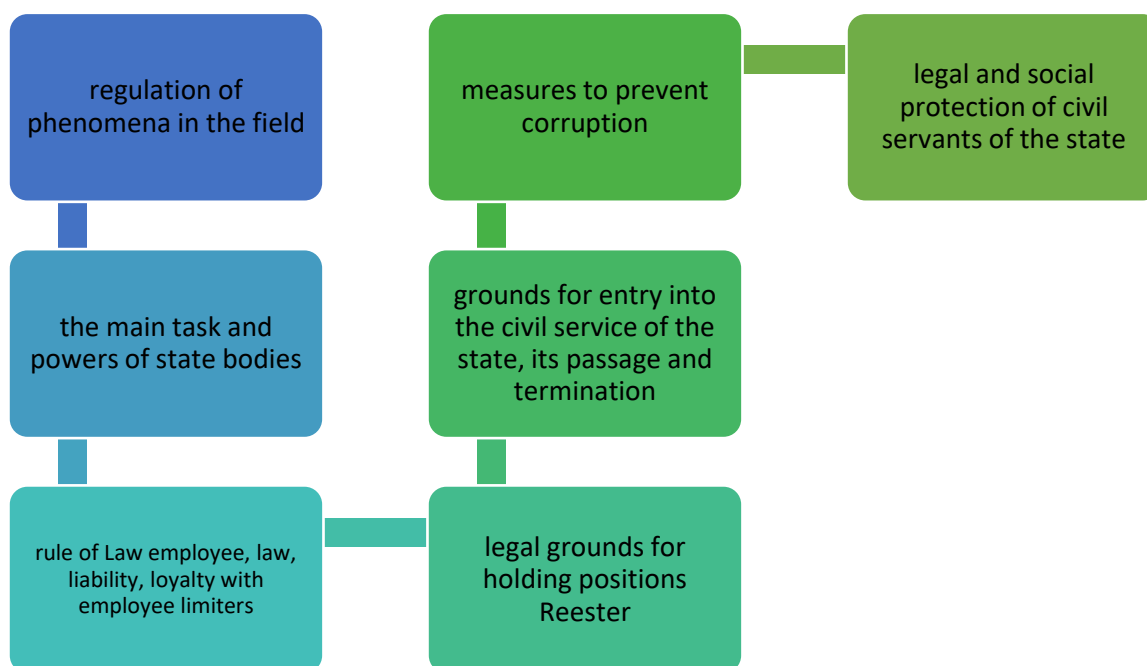 regulation of
phenomena in the field
the main task and
powers of state bodies
rule of Law employee, law,
liability, loyalty with
employee limiters
legal grounds for
holding positions
Reester
grounds for entry into
the civil service of the
state, its passage and
termination
measures to prevent
corruption
legal and social
protection of civil
servants of the state